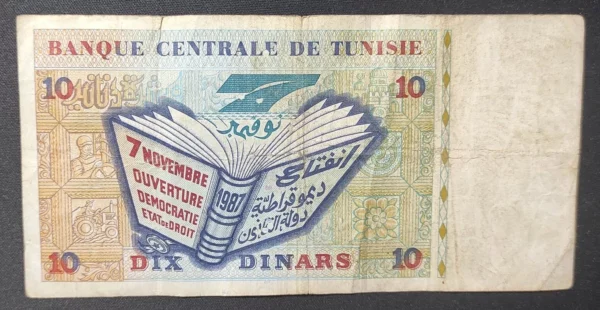 BANQUE CENTRALE DE TUNISIE
10
10
7
نوفمبر
7 NOVEMBRE
OUVERTURE
DEMOCRATIE
ETAT DE DROIT
1987
انفتاح
ديموقراطية
دولة القانون
10
DIX DINARS
10